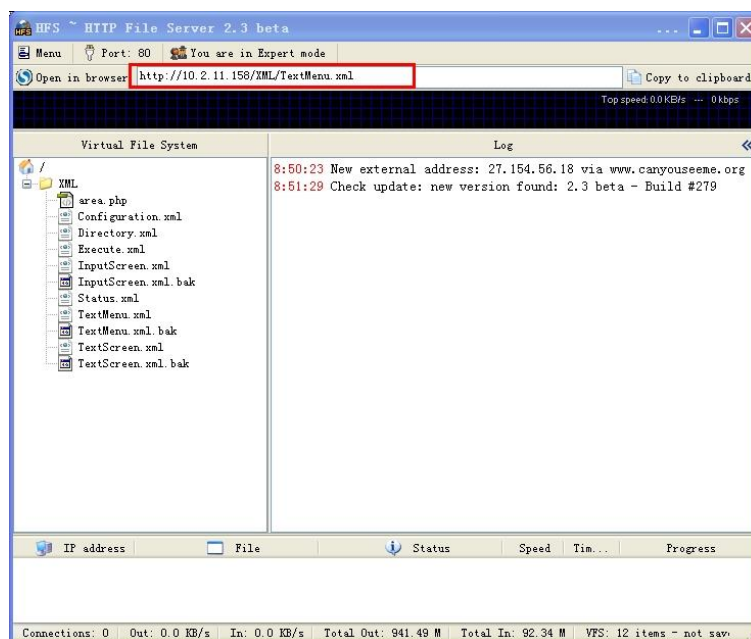 HFS ~ HTTP File Server 2.3 beta ...
Menu Port: 80 You are in Expert mode
Open in browser http://10.2.11.158/XML/TextMenu.xml Copy to clipboard
Top speed: 0.0 KB/s --- 0 kbps
Virtual File System
/
XML
area.php
Configuration.xml
Directory.xml
Execute.xml
InputScreen.xml
InputScreen.xml.bak
Status.xml
TextMenu.xml
TextMenu.xml.bak
TextScreen.xml
TextScreen.xml.bak
Log
8:50:23 New external address: 27.154.56.18 via www.canyouseeme.org
8:51:29 Check update: new version found: 2.3 beta - Build #279
IP address File Status Speed Tim... Progress
Connections: 0 Out: 0.0 KB/s In: 0.0 KB/s Total Out: 941.49 M Total In: 92.34 M VFS: 12 items - not sav